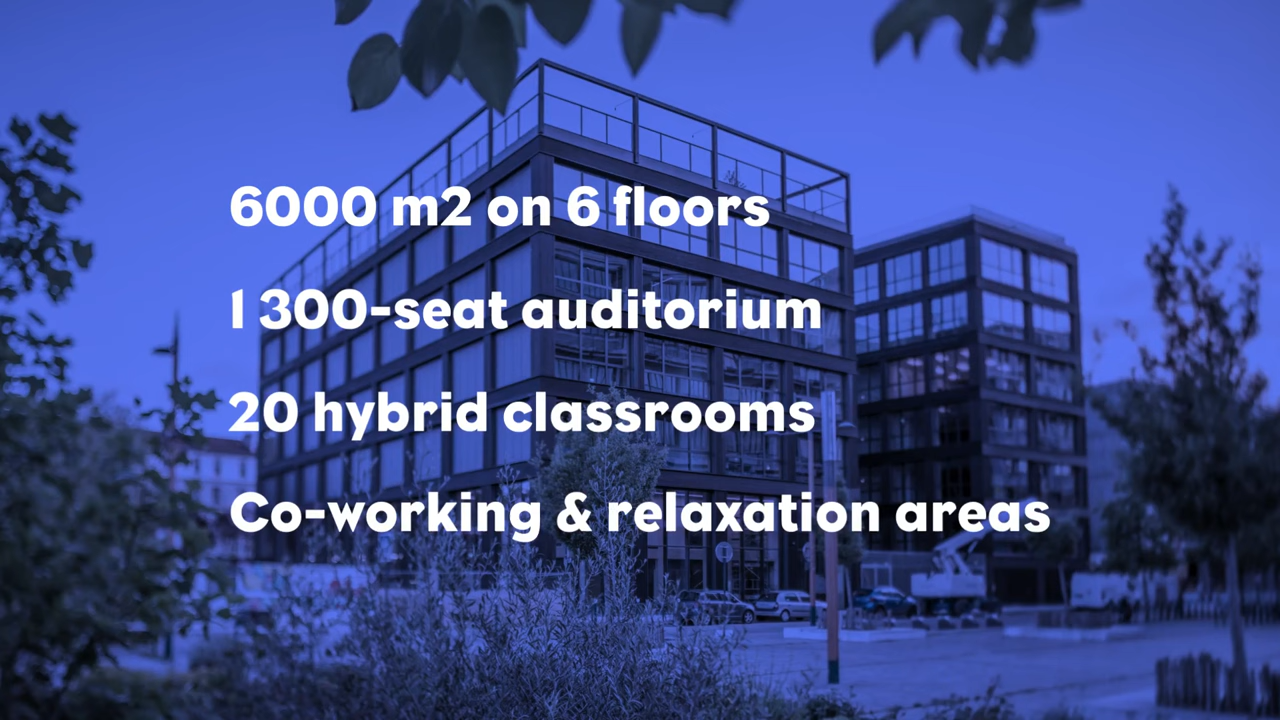 6000 m2 on 6 floors
1 300-seat auditorium
20 hybrid classrooms
Co-working & relaxation areas